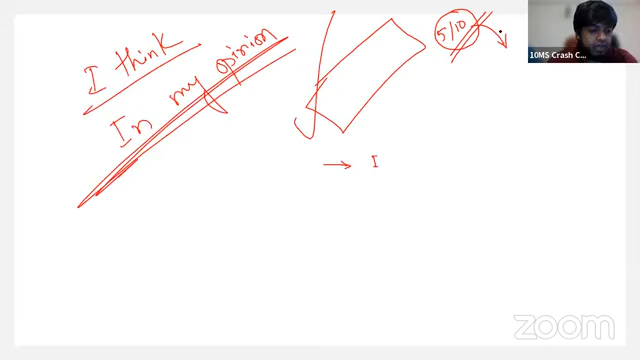 I think
In my opinion
5/10
→ I
10MS Crash C...
zoom